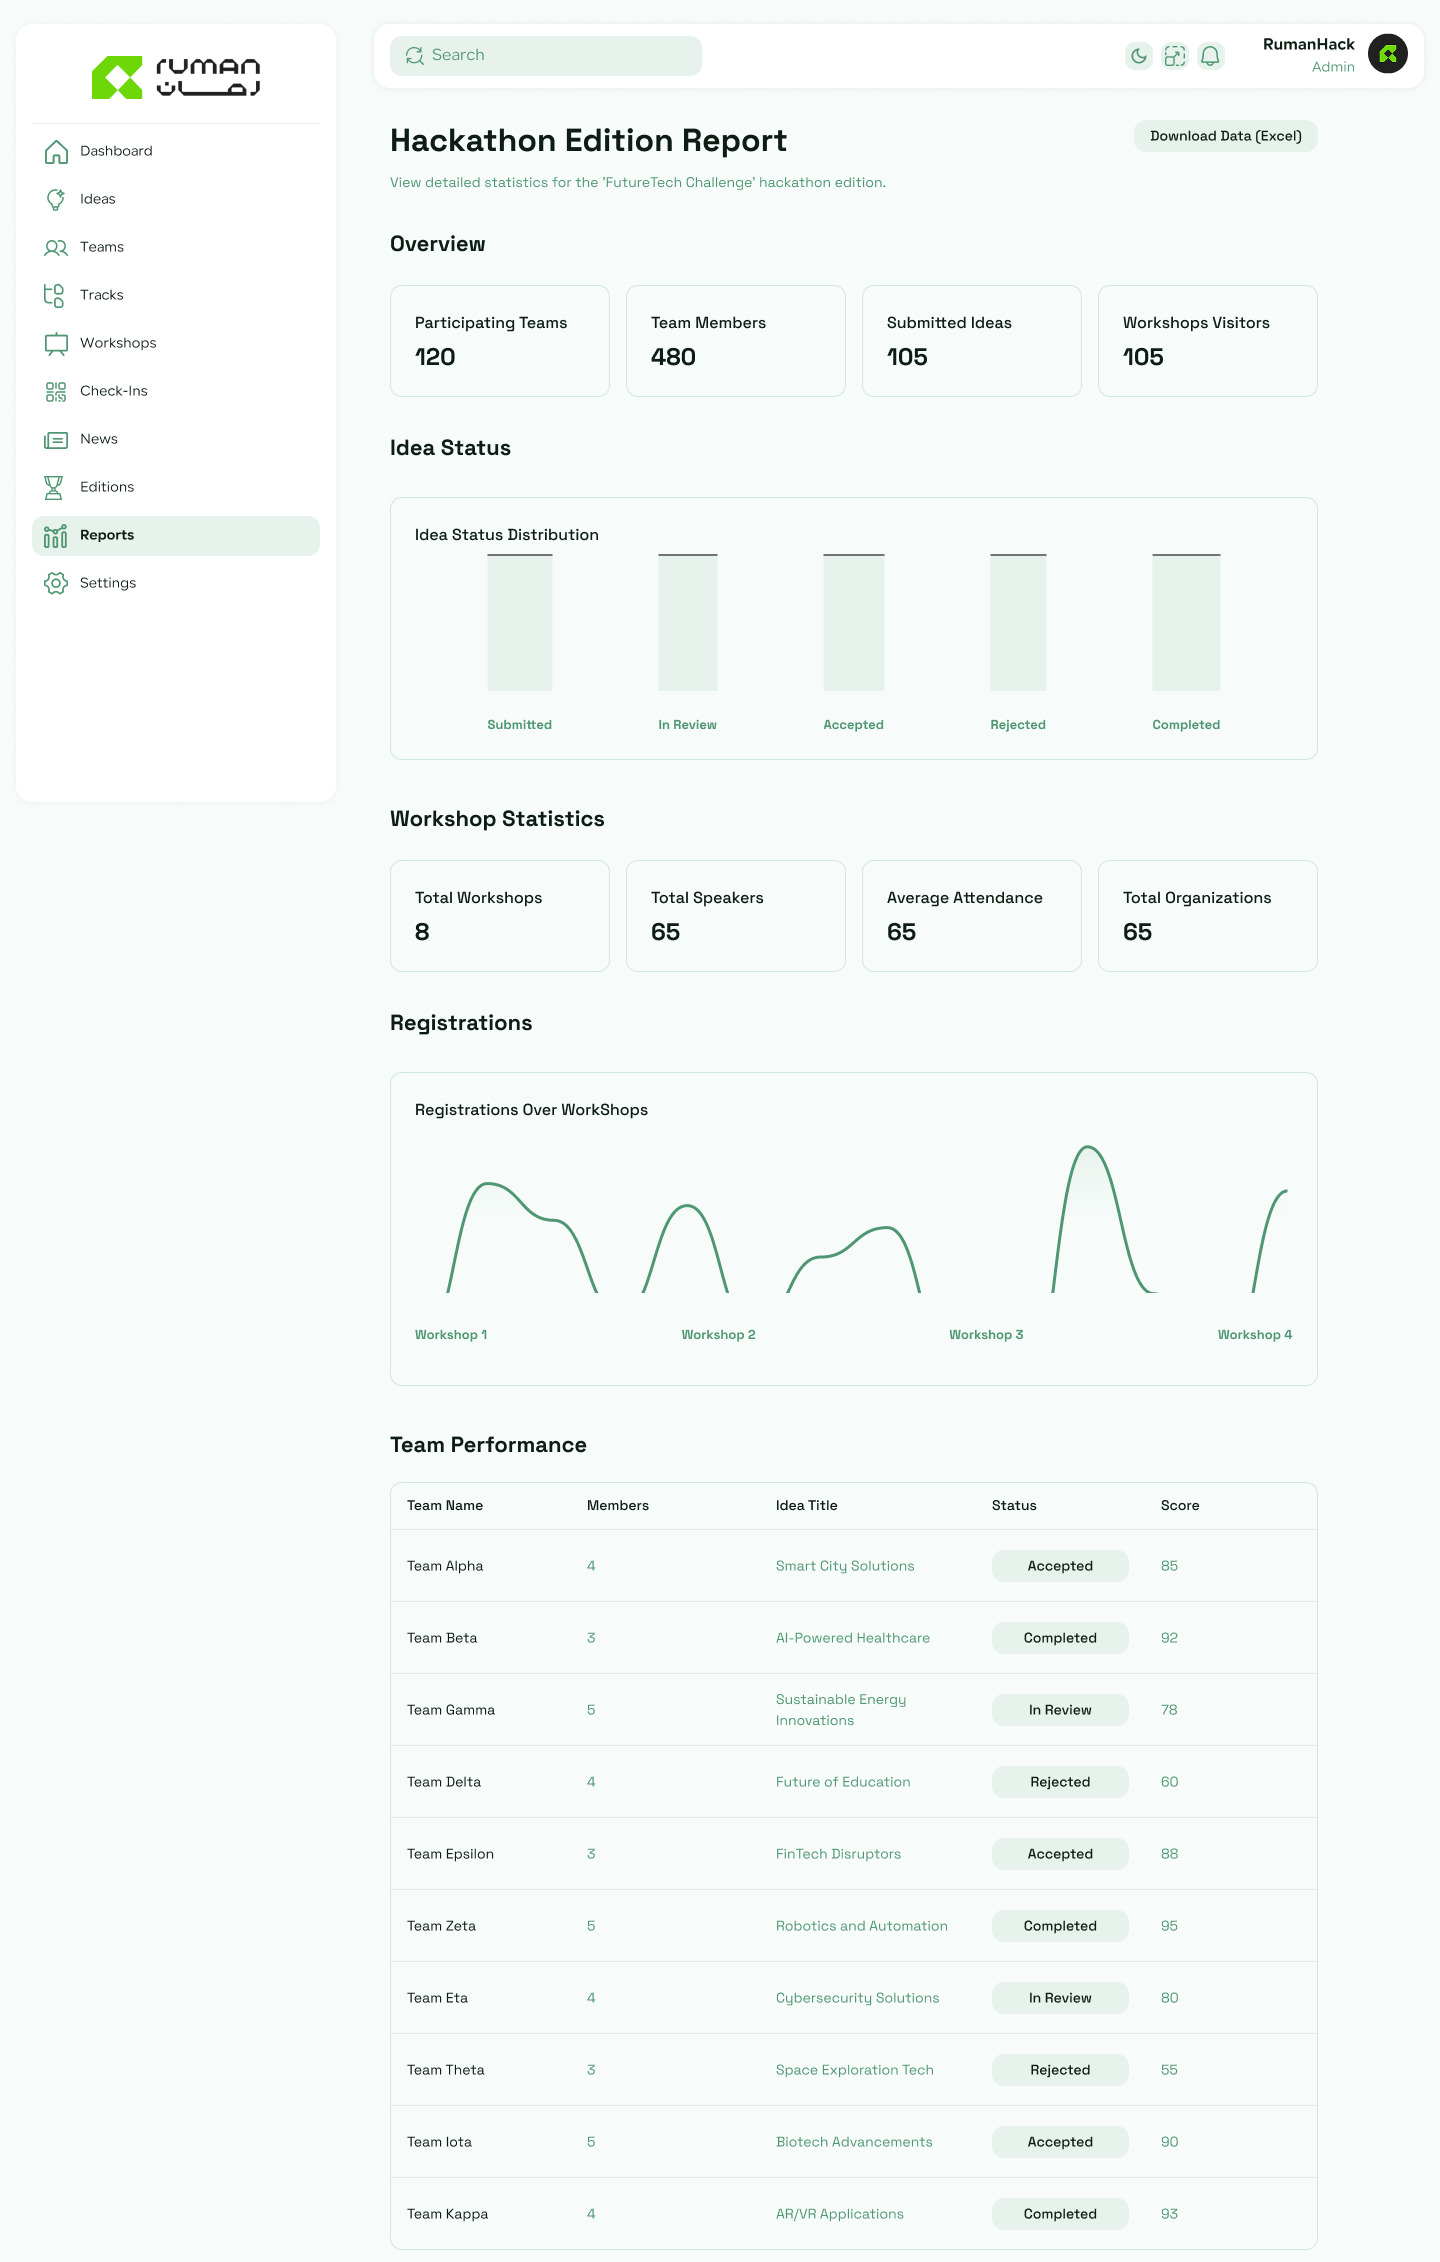 ruman
رمــان
Dashboard
Ideas
Teams
Tracks
Workshops
Check-Ins
News
Editions
Reports
Settings
Search
RumanHack
Admin
Hackathon Edition Report
Download Data (Excel)
View detailed statistics for the 'FutureTech Challenge' hackathon edition.
Overview
Participating Teams
120
Team Members
480
Submitted Ideas
105
Workshops Visitors
105
Idea Status
Idea Status Distribution
Submitted
In Review
Accepted
Rejected
Completed
Workshop Statistics
Total Workshops
8
Total Speakers
65
Average Attendance
65
Total Organizations
65
Registrations
Registrations Over WorkShops
Workshop 1
Workshop 2
Workshop 3
Workshop 4
Team Performance
Team Name Members Idea Title Status Score
Team Alpha 4 Smart City Solutions Accepted 85
Team Beta 3 AI-Powered Healthcare Completed 92
Team Gamma 5 Sustainable Energy
Innovations In Review 78
Team Delta 4 Future of Education Rejected 60
Team Epsilon 3 FinTech Disruptors Accepted 88
Team Zeta 5 Robotics and Automation Completed 95
Team Eta 4 Cybersecurity Solutions In Review 80
Team Theta 3 Space Exploration Tech Rejected 55
Team Iota 5 Biotech Advancements Accepted 90
Team Kappa 4 AR/VR Applications Completed 93